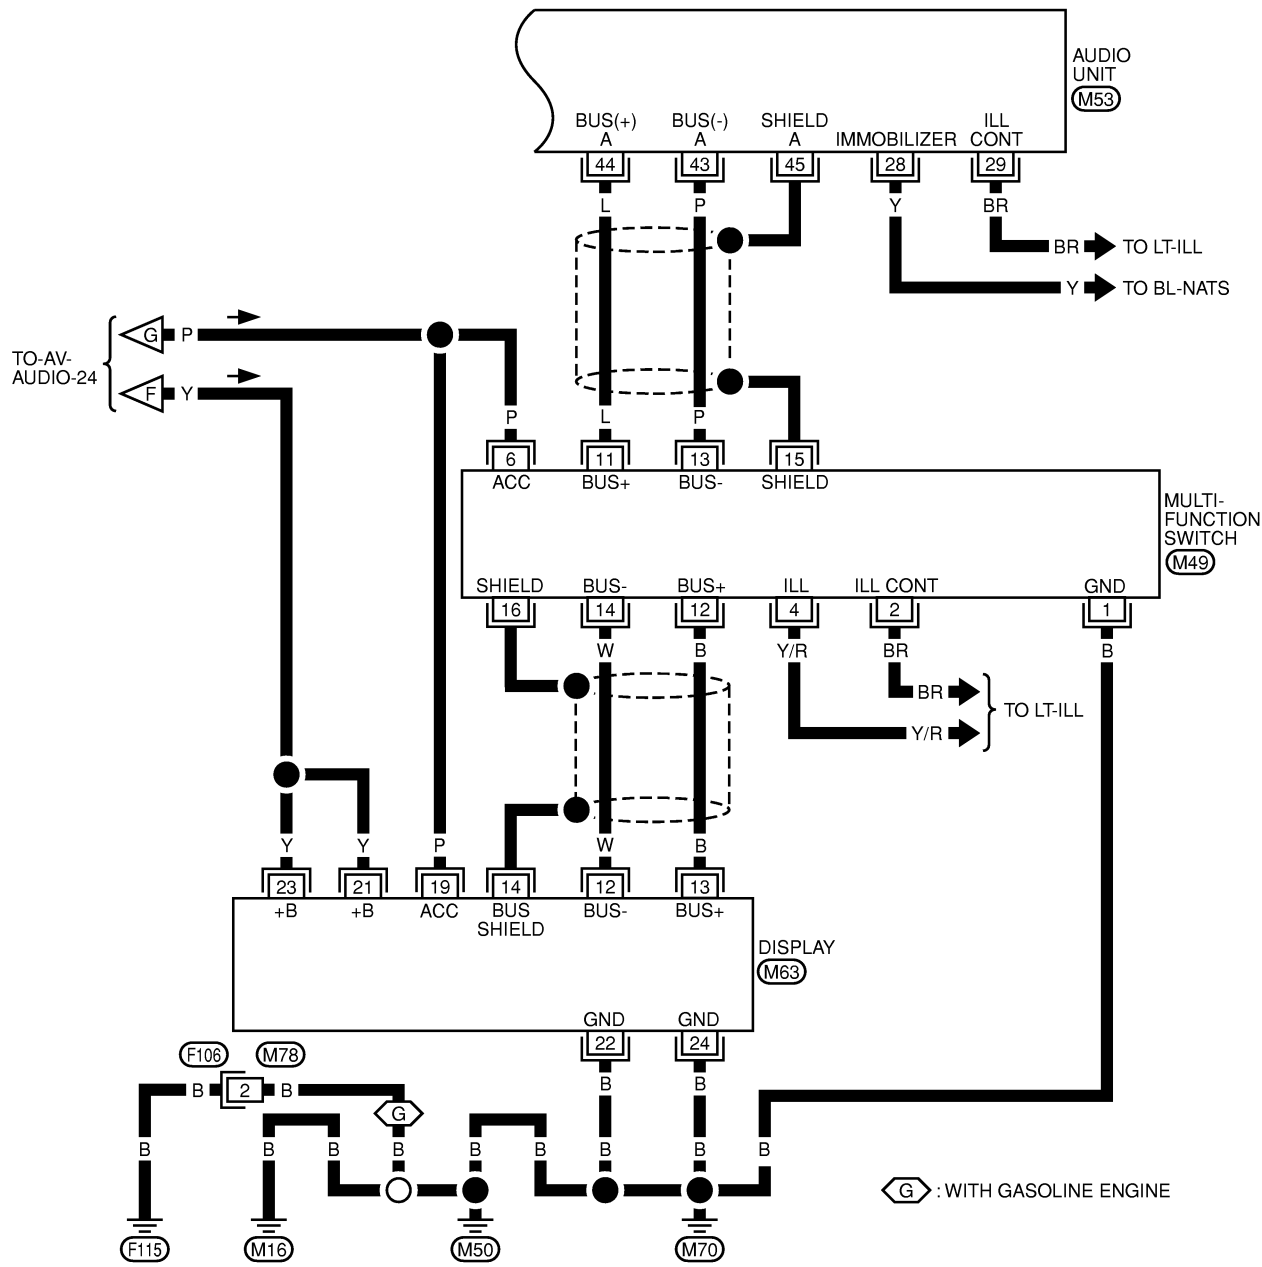 AUDIO
UNIT
M53
BUS(+) BUS(-) SHIELD ILL
A A A IMMOBILIZER CONT
44 43 45 28 29
L P Y BR
BR TO LT-ILL
Y TO BL-NATS
G P
TO-AV-
AUDIO-24
F Y
P L P
6 11 13 15
ACC BUS+ BUS- SHIELD
MULTI-
FUNCTION
SWITCH
M49
SHIELD BUS- BUS+ ILL ILL CONT GND
16 14 12 4 2 1
W B Y/R BR B
BR
TO LT-ILL
Y/R
Y Y P W B
23 21 19 14 12 13
+B +B ACC BUS BUS- BUS+
SHIELD
DISPLAY
M63
GND GND
22 24
F106 M78
B 2 B B B
G
B B B B B B B
G : WITH GASOLINE ENGINE
F115 M16 M50 M70